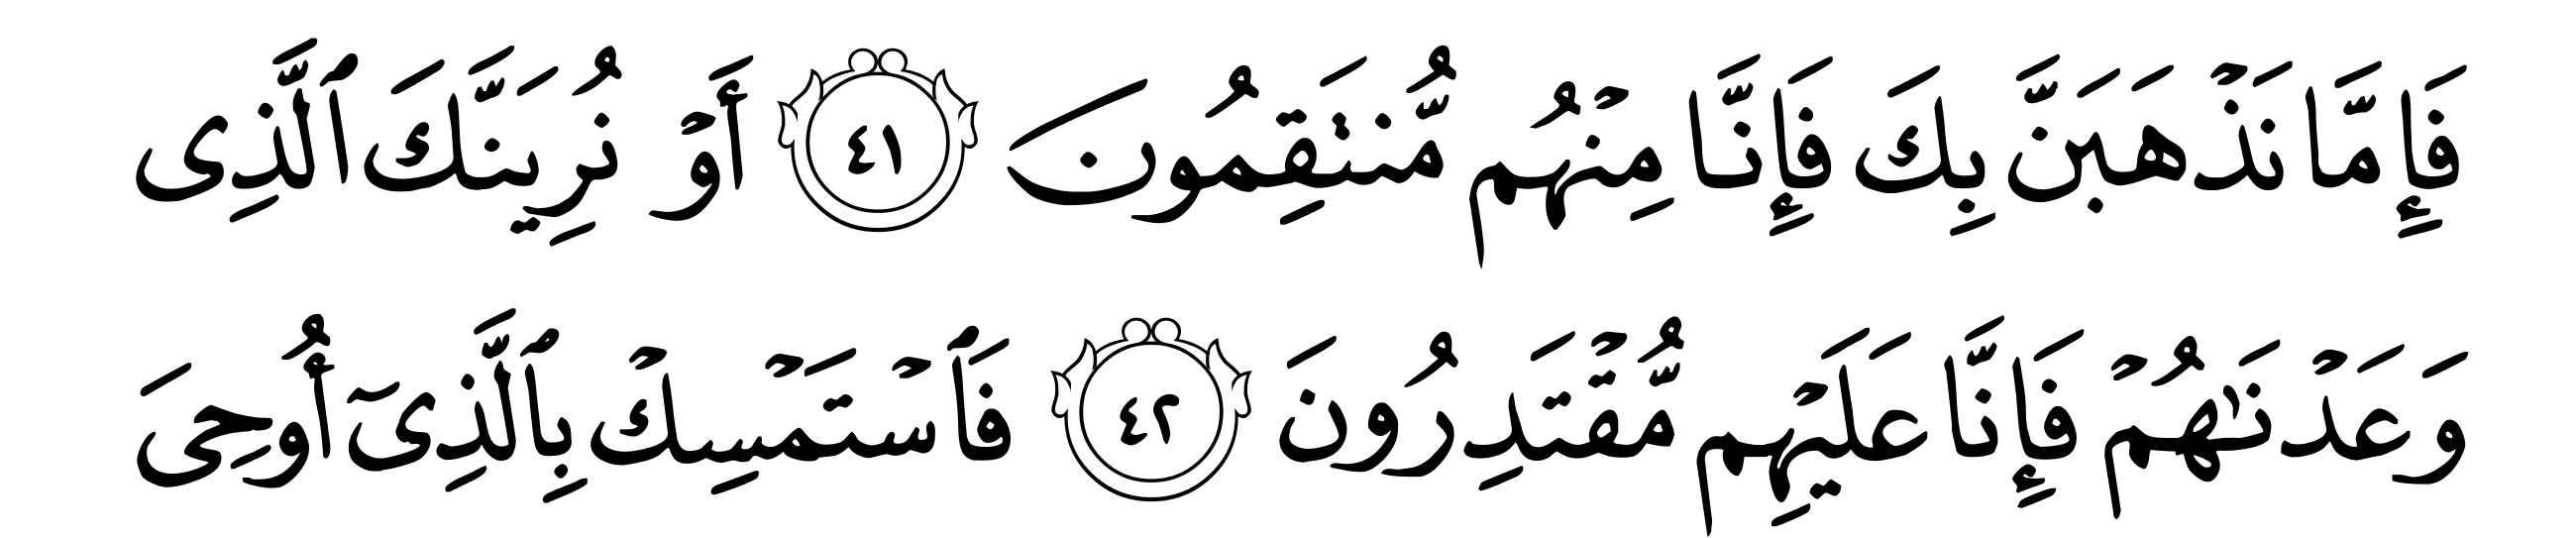 فَإِمَّا نَذْهَبَنَّ بِكَ فَإِنَّا مِنْهُم مُّنتَقِمُونَ ٤١ أَوْ نُرِيَنَّكَ ٱلَّذِى
وَعَدْنَٰهُمْ فَإِنَّا عَلَيْهِم مُّقْتَدِرُونَ ٤٢ فَٱسْتَمْسِكْ بِٱلَّذِىٓ أُوحِىَ